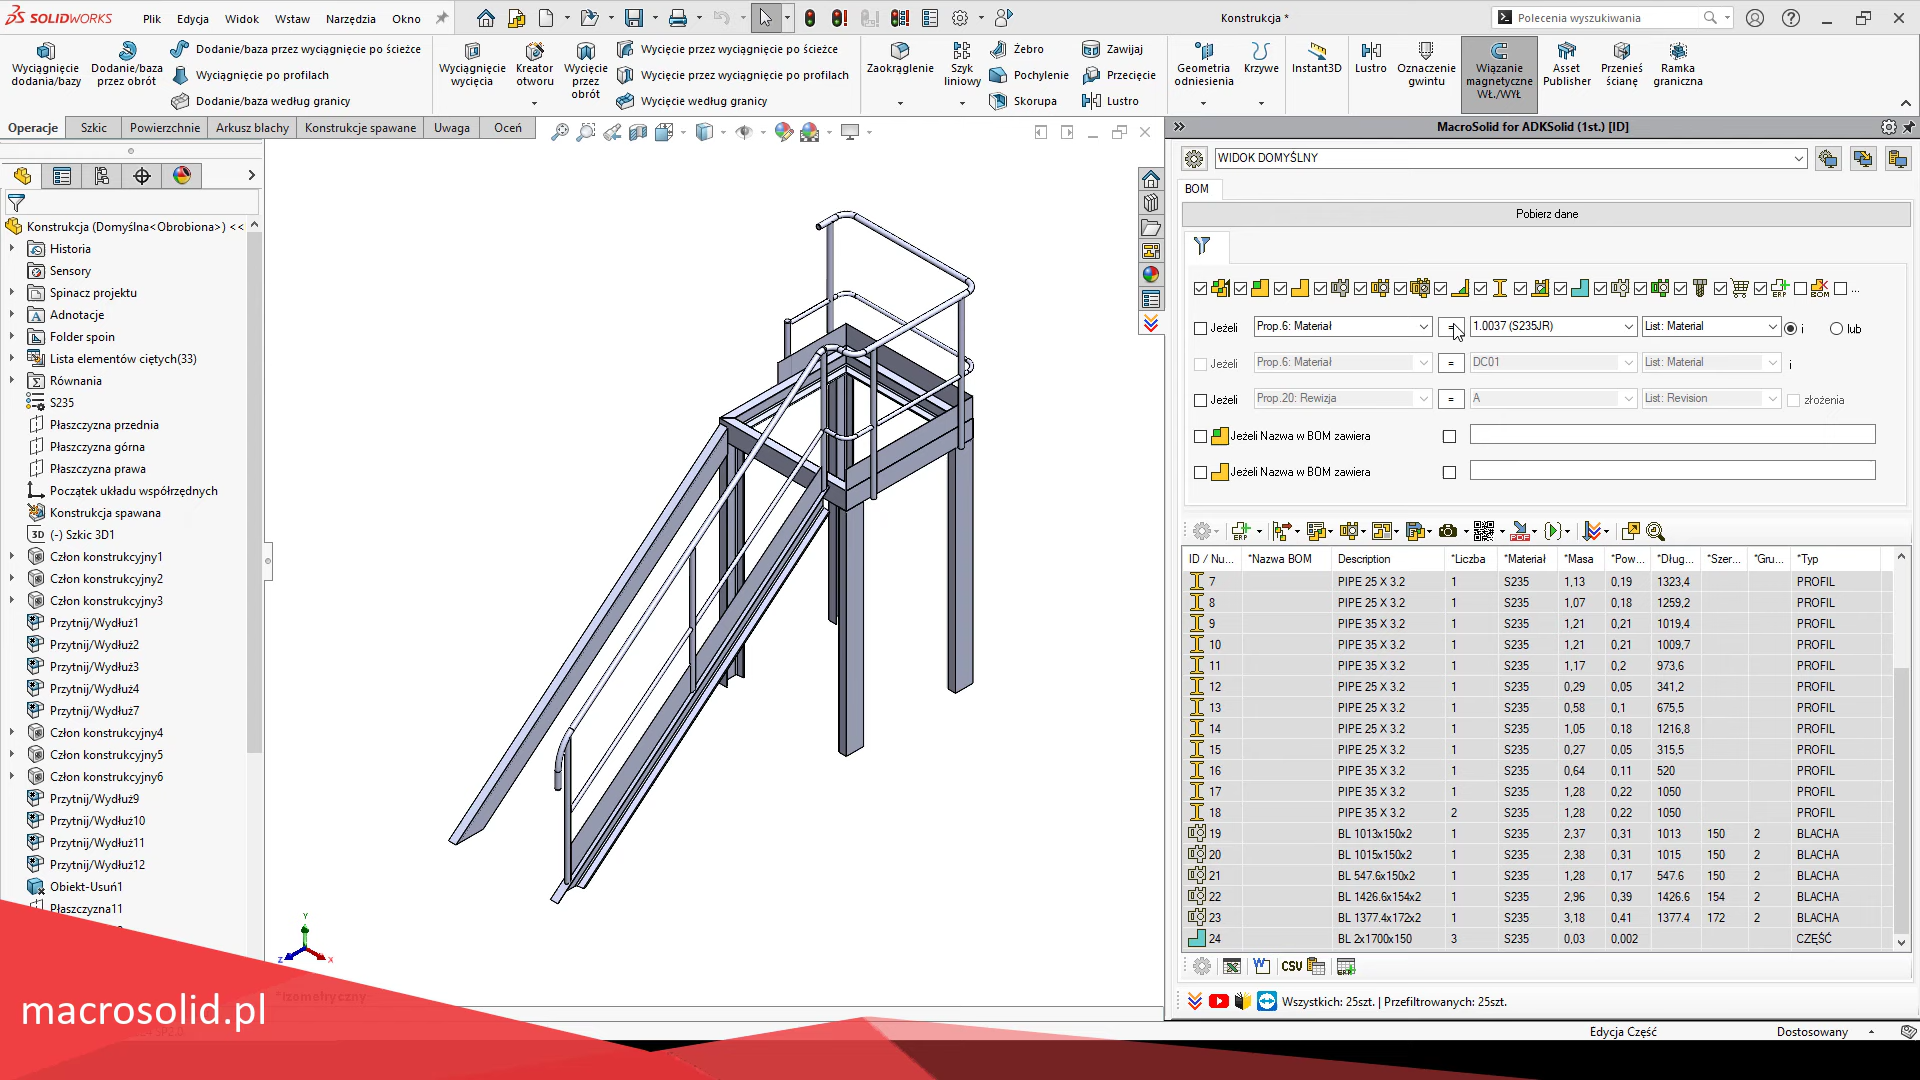 SOLIDWORKS Plik Edycja Widok Wstaw Narzędzia Okno Konstrukcja * Polecenia wyszukiwania
Wyciągnięcie dodania/bazy
Dodanie/baza przez obrót
Dodanie/baza przez wyciągnięcie po ścieżce
Wyciągnięcie po profilach
Dodanie/baza według granicy
Wyciągnięcie wycięcia
Kreator otworu
Wycięcie przez obrót
Wycięcie przez wyciągnięcie po ścieżce
Wycięcie przez wyciągnięcie po profilach
Wycięcie według granicy
Zaokrąglenie
Szyk liniowy
Żebro
Pochylenie
Skorupa
Zawijaj
Przecięcie
Lustro
Geometria odniesienia
Krzywe
Instant3D
Lustro
Oznaczenie gwintu
Wiązanie magnetyczne WŁ./WYŁ
Asset Publisher
Przenieś ścianę
Ramka graniczna
Operacje Szkic Powierzchnie Arkusz blachy Konstrukcje spawane Uwaga Oceń
Konstrukcja (Domyślna<Obrobiona>) <<
Historia
Sensory
Spinacz projektu
Adnotacje
Folder spoin
Lista elementów ciętych(33)
Równania
S235
Płaszczyzna przednia
Płaszczyzna górna
Płaszczyzna prawa
Początek układu współrzędnych
Konstrukcja spawana
3D (-) Szkic 3D1
Człon konstrukcyjny1
Człon konstrukcyjny2
Człon konstrukcyjny3
Przytnij/Wydłuż1
Przytnij/Wydłuż2
Przytnij/Wydłuż3
Przytnij/Wydłuż4
Przytnij/Wydłuż7
Człon konstrukcyjny4
Człon konstrukcyjny5
Człon konstrukcyjny6
Przytnij/Wydłuż9
Przytnij/Wydłuż10
Przytnij/Wydłuż11
Przytnij/Wydłuż12
Obiekt-Usuń1
Płaszczyzna11
Y
Z X
*Izometryczny
macrosolid.pl
MacroSolid for ADKSolid (1st.) [ID]
WIDOK DOMYŚLNY
BOM
Pobierz dane
ERP BOM ...
Jeżeli Prop.6: Materiał = 1.0037 (S235JR) List: Material i lub
Jeżeli Prop.6: Materiał = DC01 List: Material i
Jeżeli Prop.20: Rewizja = A List: Revision złożenia
Jeżeli Nazwa w BOM zawiera
Jeżeli Nazwa w BOM zawiera
ERP PDF
ID / Nu... *Nazwa BOM Description *Liczba *Materiał *Masa *Pow... *Dług... *Szer... *Gru... *Typ
7 PIPE 25 X 3.2 1 S235 1,13 0,19 1323,4 PROFIL
8 PIPE 25 X 3.2 1 S235 1,07 0,18 1259,2 PROFIL
9 PIPE 35 X 3.2 1 S235 1,21 0,21 1019,4 PROFIL
10 PIPE 35 X 3.2 1 S235 1,21 0,21 1009,7 PROFIL
11 PIPE 35 X 3.2 1 S235 1,17 0,2 973,6 PROFIL
12 PIPE 25 X 3.2 1 S235 0,29 0,05 341,2 PROFIL
13 PIPE 25 X 3.2 1 S235 0,58 0,1 675,5 PROFIL
14 PIPE 25 X 3.2 1 S235 1,05 0,18 1216,8 PROFIL
15 PIPE 25 X 3.2 1 S235 0,27 0,05 315,5 PROFIL
16 PIPE 35 X 3.2 1 S235 0,64 0,11 520 PROFIL
17 PIPE 35 X 3.2 1 S235 1,28 0,22 1050 PROFIL
18 PIPE 35 X 3.2 2 S235 1,28 0,22 1050 PROFIL
19 BL 1013x150x2 1 S235 2,37 0,31 1013 150 2 BLACHA
20 BL 1015x150x2 1 S235 2,38 0,31 1015 150 2 BLACHA
21 BL 547.6x150x2 1 S235 1,28 0,17 547.6 150 2 BLACHA
22 BL 1426.6x154x2 1 S235 2,96 0,39 1426.6 154 2 BLACHA
23 BL 1377.4x172x2 1 S235 3,18 0,41 1377.4 172 2 BLACHA
24 BL 2x1700x150 3 S235 0,03 0,002 CZĘŚĆ
CSV
Wszystkich: 25szt. | Przefiltrowanych: 25szt.
Edycja Część Dostosowany